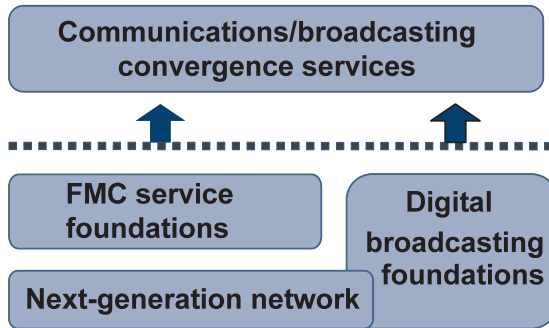 Communications/broadcasting
convergence services
FMC service
foundations
Digital
broadcasting
foundations
Next-generation network